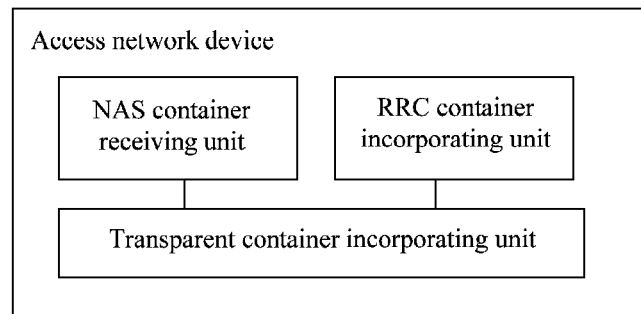 Access network device
NAS container
receiving unit
RRC container
incorporating unit
Transparent container incorporating unit